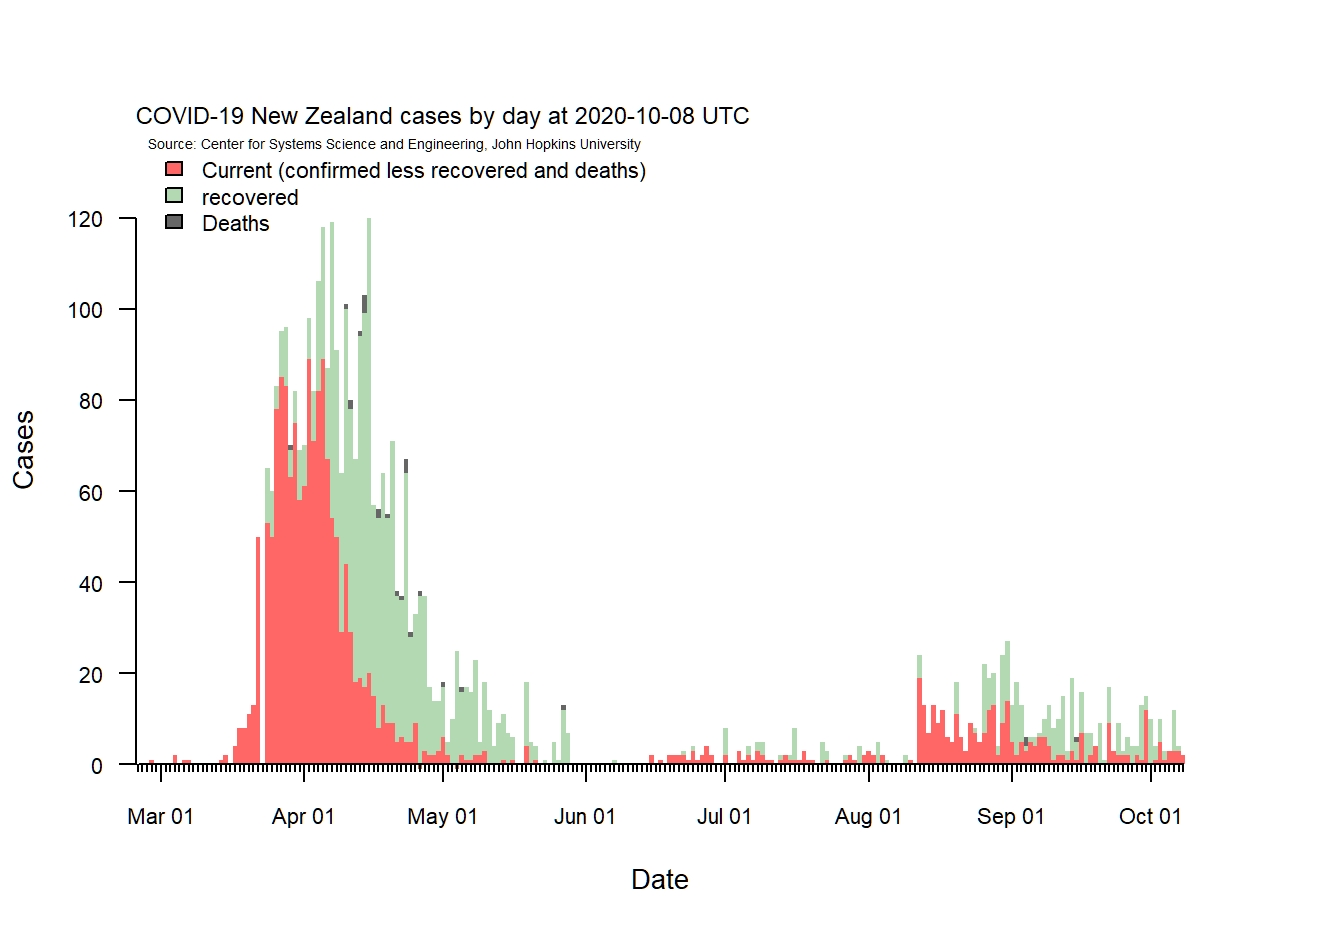 COVID-19 New Zealand cases by day at 2020-10-08 UTC
Source: Center for Systems Science and Engineering, John Hopkins University
Current (confirmed less recovered and deaths)
recovered
Deaths
120
100
80
60
40
20
0
Cases
Mar 01 Apr 01 May 01 Jun 01 Jul 01 Aug 01 Sep 01 Oct 01
Date